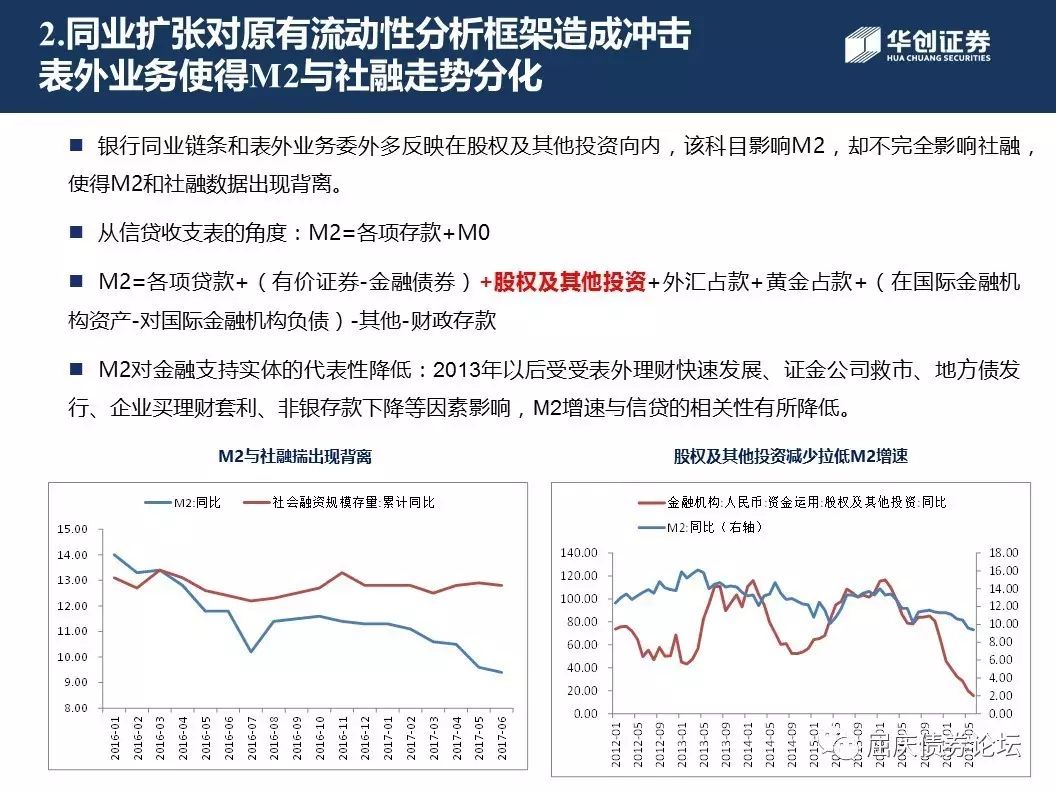 2.同业扩张对原有流动性分析框架造成冲击
表外业务使得M2与社融走势分化
华创证券
HUA CHUANG SECURITIES
■ 银行同业链条和表外业务委外多反映在股权及其他投资向内，该科目影响M2，却不完全影响社融，
使得M2和社融数据出现背离。
■ 从信贷收支表的角度：M2=各项存款+M0
■ M2=各项贷款+（有价证券-金融债券）+股权及其他投资+外汇占款+黄金占款+（在国际金融机
构资产-对国际金融机构负债）-其他-财政存款
■ M2对金融支持实体的代表性降低：2013年以后受受表外理财快速发展、证金公司救市、地方债发
行、企业买理财套利、非银存款下降等因素影响，M2增速与信贷的相关性有所降低。
M2与社融揣出现背离
M2:同比 社会融资规模存量:累计同比
15.00
14.00
13.00
12.00
11.00
10.00
9.00
8.00
2016-01 2016-02 2016-03 2016-04 2016-05 2016-06 2016-07 2016-08 2016-09 2016-10 2016-11 2016-12 2017-01 2017-02 2017-03 2017-04 2017-05 2017-06
股权及其他投资减少拉低M2增速
金融机构:人民币:资金运用:股权及其他投资:同比
M2:同比（右轴）
140.00 18.00
120.00 16.00
100.00 14.00
80.00 12.00
60.00 10.00
40.00 8.00
20.00 6.00
0.00 4.00
2.00
0.00
2012-01 2012-05 2012-09 2013-01 2013-05 2013-09 2014-01 2014-05 2014-09 2015-01
屈庆债券论坛